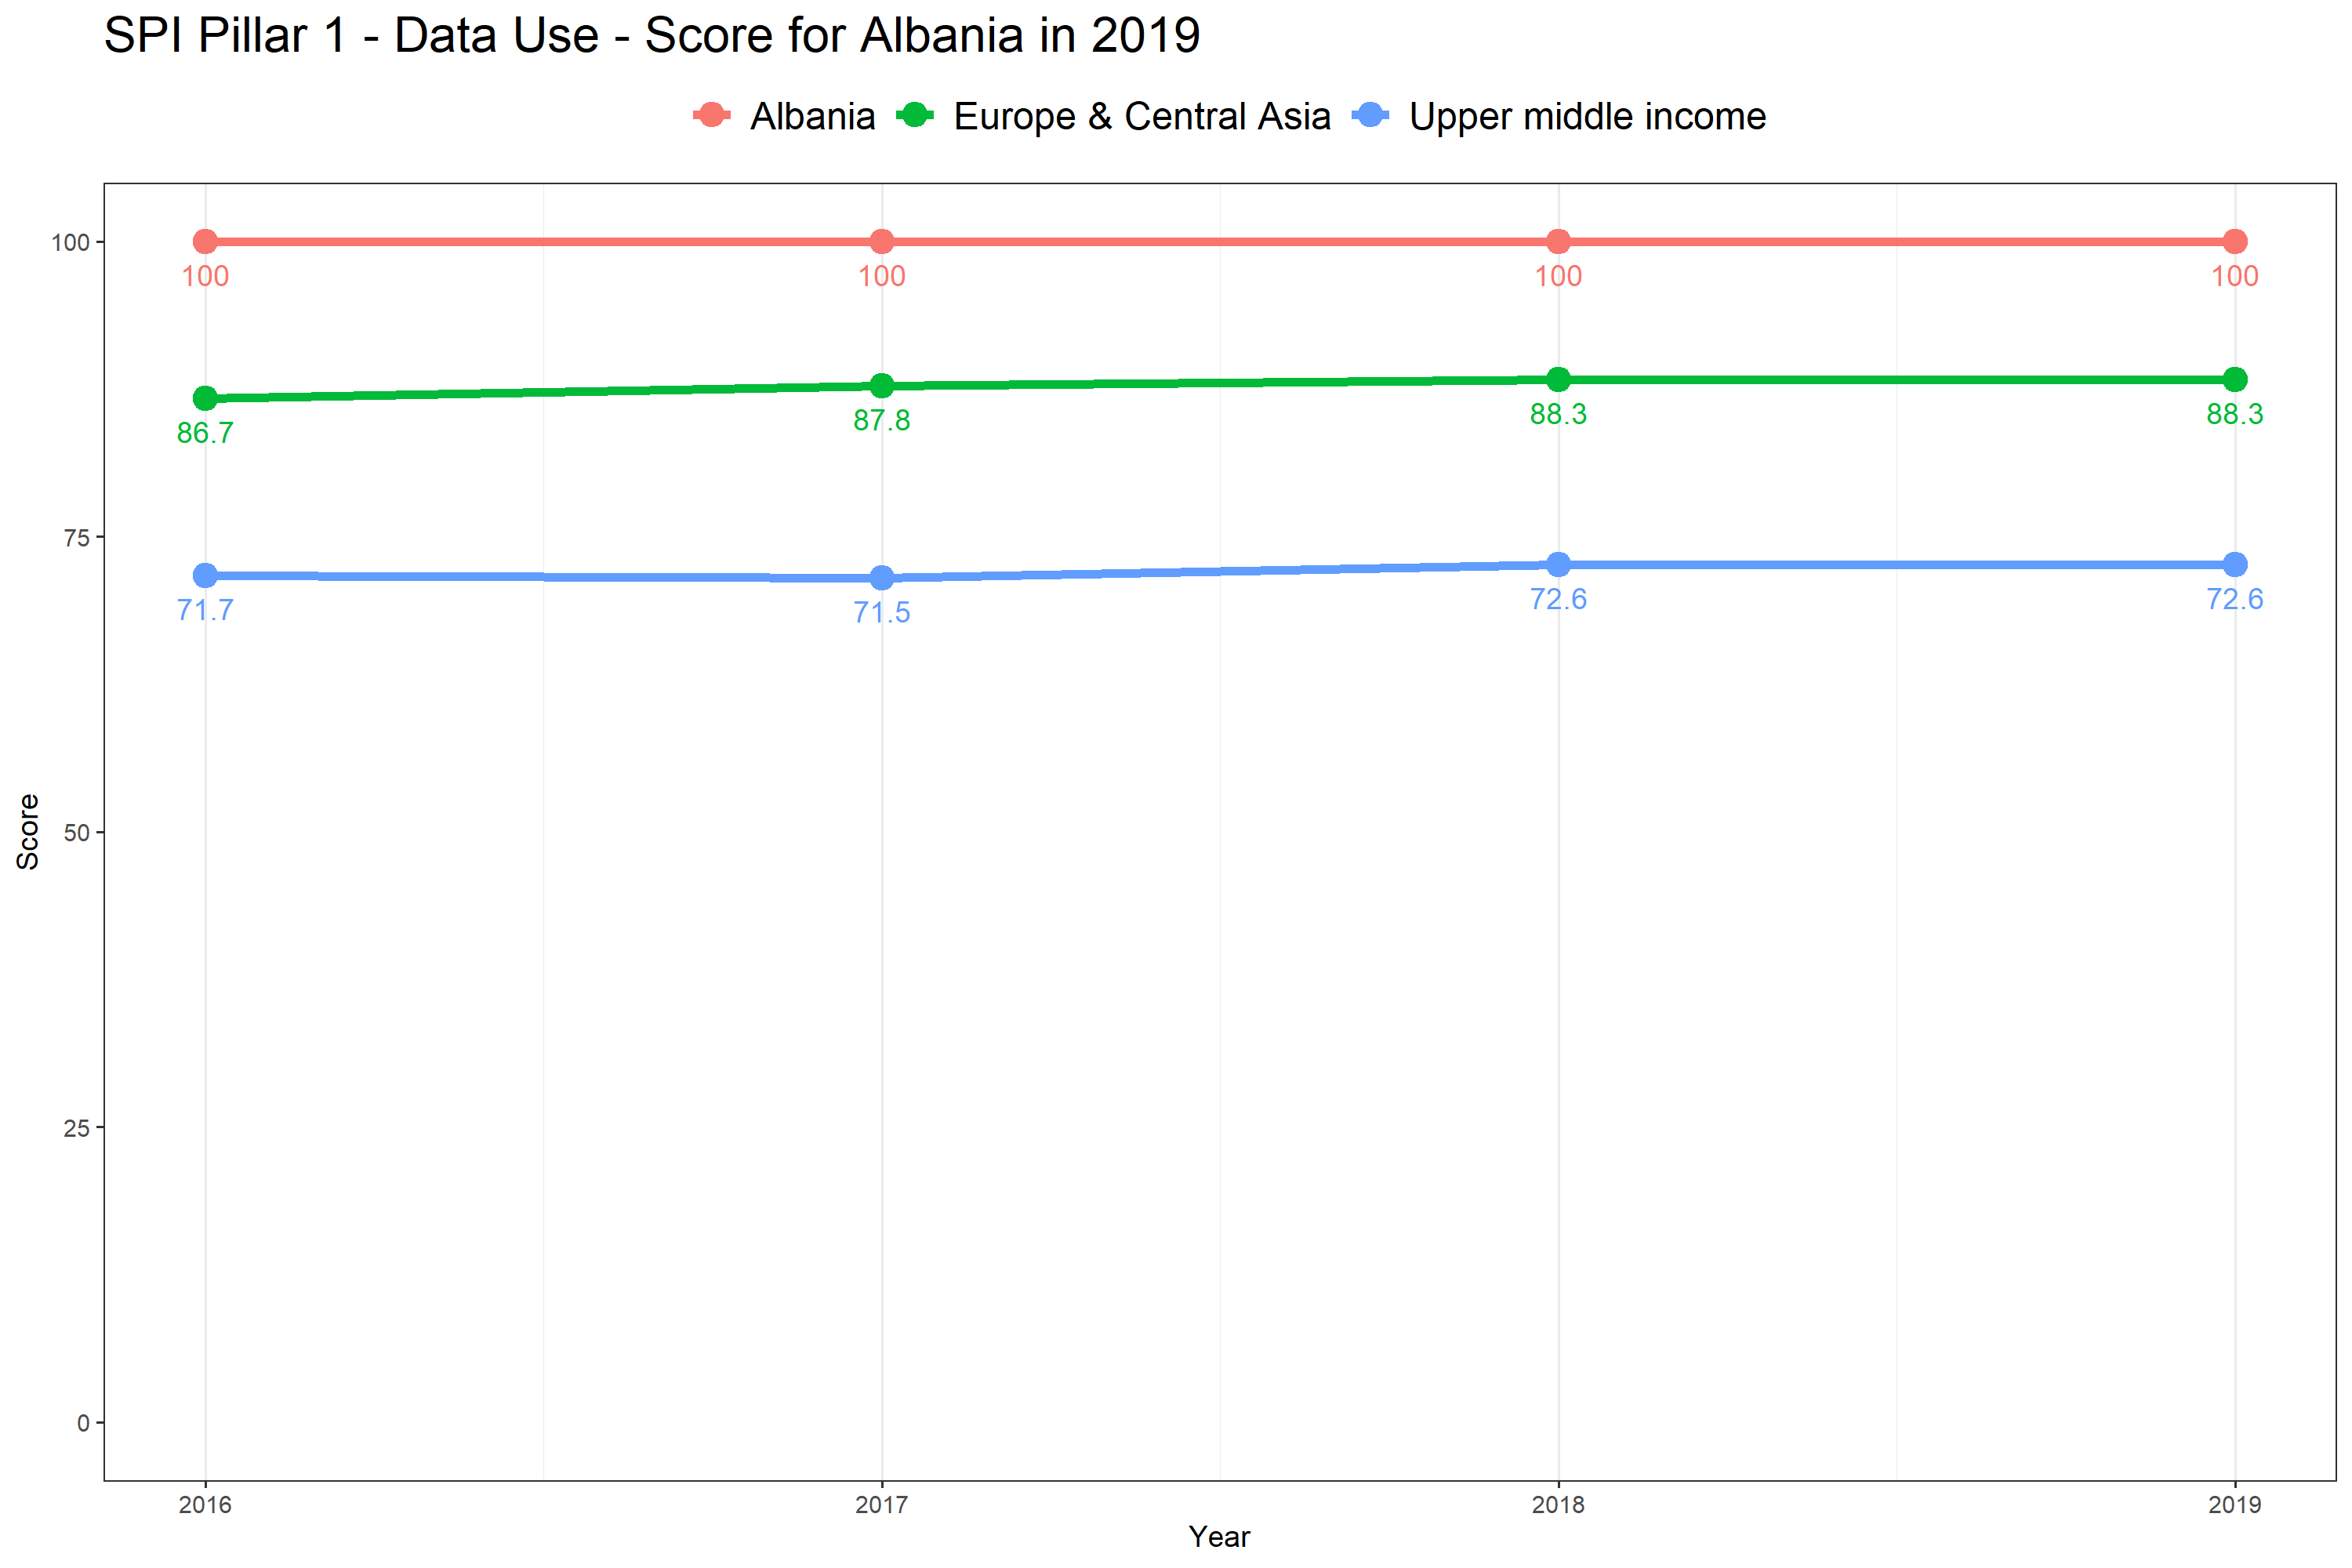 SPI Pillar 1 - Data Use - Score for Albania in 2019
Albania Europe & Central Asia Upper middle income
100
100 100 100 100
86.7 87.8 88.3 88.3
75
71.7 71.5 72.6 72.6
50
Score
25
0
2016 2017 2018 2019
Year